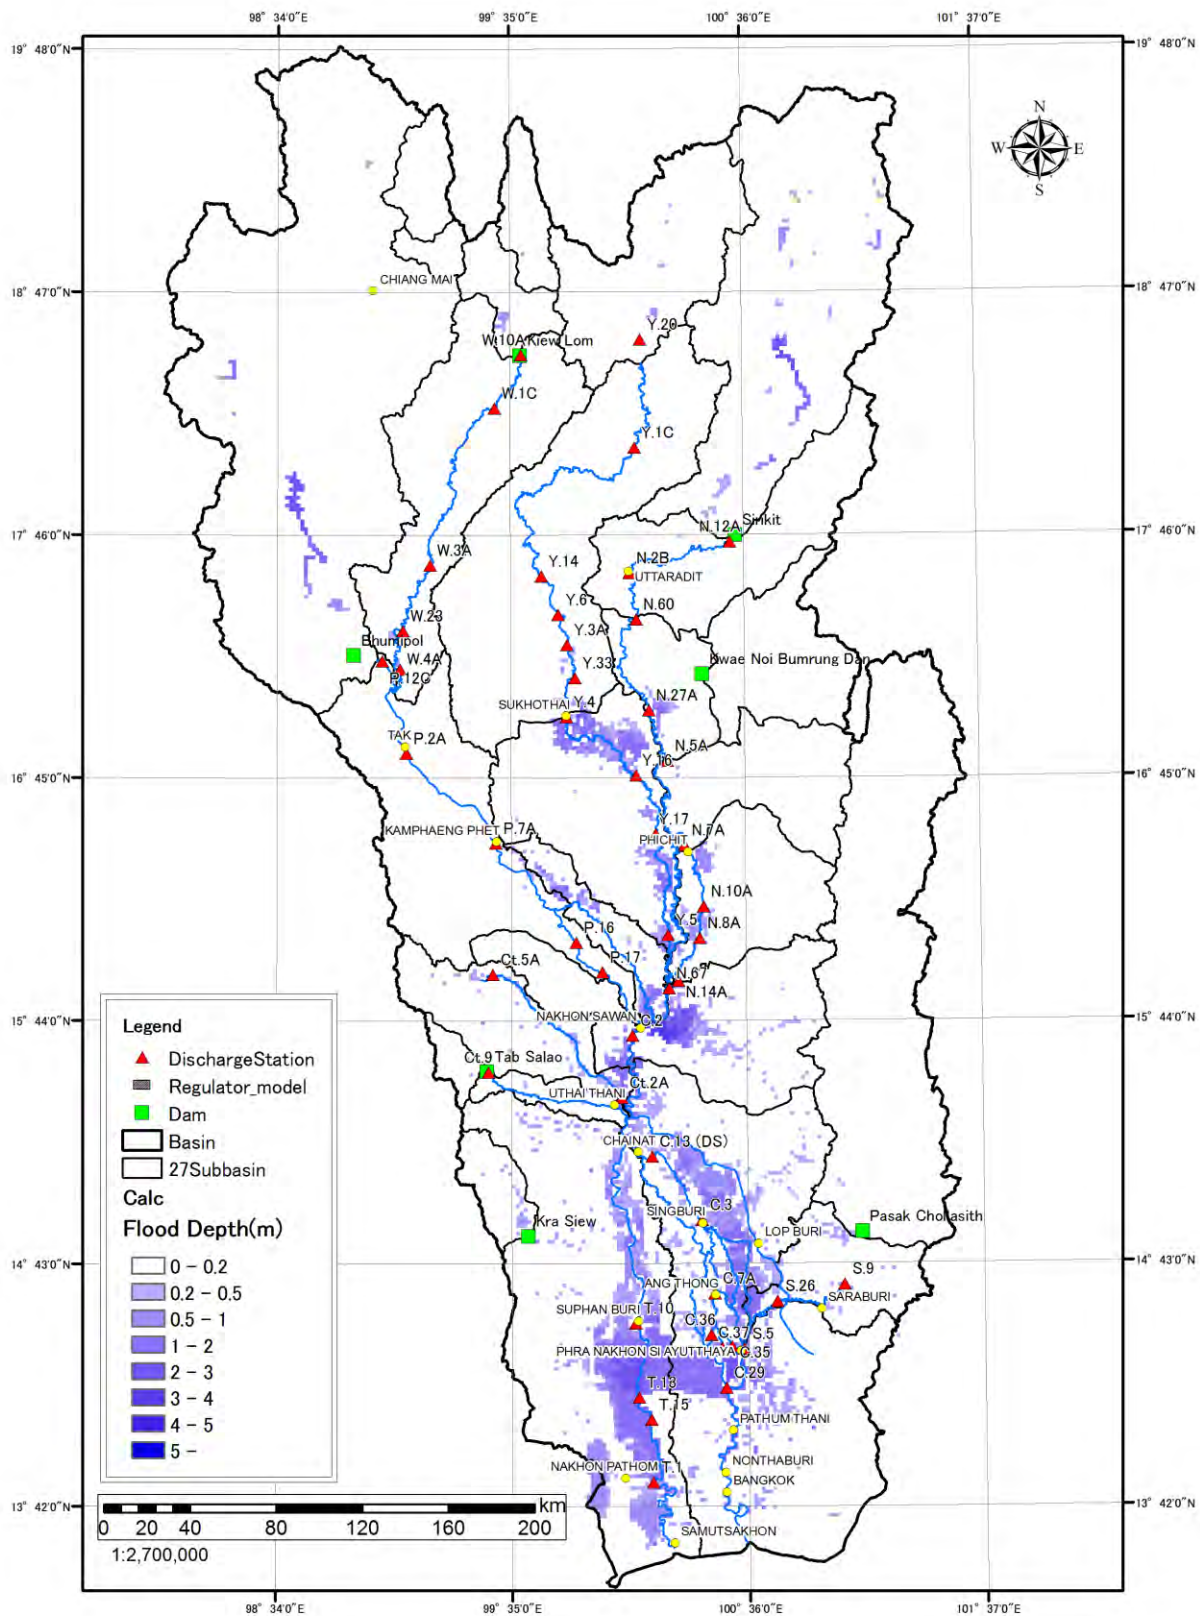 98° 34'0"E
99° 35'0"E
100° 36'0"E
101° 37'0"E
19° 48'0"N
19° 48'0"N
N
W
E
S
CHIANG MAI
18° 47'0"N
18° 47'0"N
W.10A
Kiew Lom
Y.20
W.1C
Y.1C
17° 46'0"N
17° 46'0"N
N.12A
Sirikit
W.3A
Y.14
N.2B
UTTARADIT
Y.6
N.60
W.23
Bhumipol
Y.3A
W.4A
P.12C
Y.33
Kwae Noi Bumrung Dan
SUKHOTHAI
Y.4
N.27A
TAK
P.2A
N.5A
Y.16
16° 45'0"N
16° 45'0"N
KAMPHAENG PHET
P.7A
Y.17
N.7A
PHICHIT
N.10A
P.16
Y.5
N.8A
Ct.5A
P.17
N.67
N.14A
15° 44'0"N
15° 44'0"N
NAKHON SAWAN
C.2
Ct.9
Tab Salao
UTHAI THANI
Ct.2A
CHAINAT
C.13 (DS)
SINGBURI
C.3
Kra Siew
Pasak Chollasith
LOP BURI
14° 43'0"N
14° 43'0"N
S.9
ANG THONG
C.7A
S.26
SARABURI
SUPHAN BURI
T.10
C.36
C.37
S.5
PHRA NAKHON SI AYUTTHAYA
C.35
T.13
C.29
T.15
PATHUM THANI
NAKHON PATHOM
T.1
NONTHABURI
BANGKOK
13° 42'0"N
13° 42'0"N
SAMUTSAKHON
Legend
DischargeStation
Regulator_model
Dam
Basin
27Subbasin
Calc
Flood Depth(m)
0 - 0.2
0.2 - 0.5
0.5 - 1
1 - 2
2 - 3
3 - 4
4 - 5
5 -
km
0 20 40 80 120 160 200
1:2,700,000
98° 34'0"E
99° 35'0"E
100° 36'0"E
101° 37'0"E